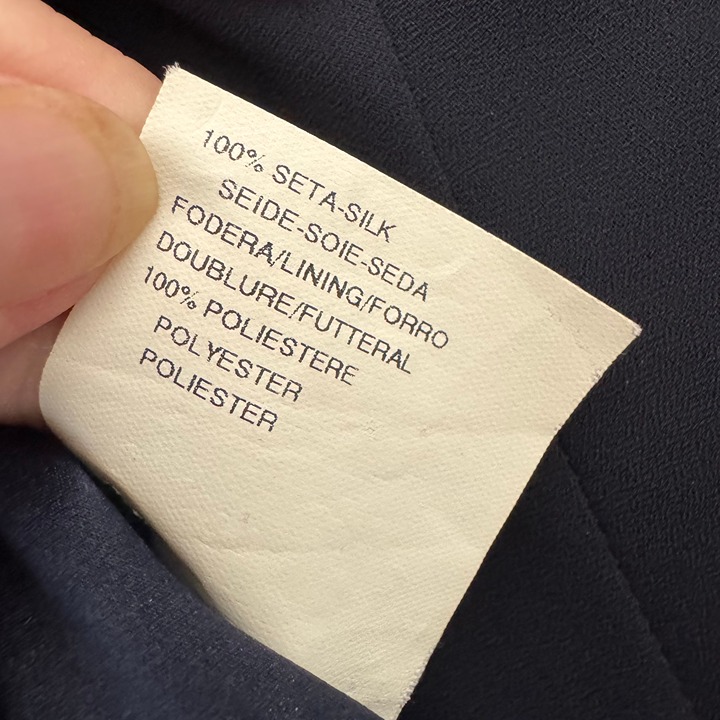 100% SETA-SILK
SEIDE-SOIE-SEDA
FODERA/LINING/FORRO
DOUBLURE/FUTTERAL
100% POLIESTERE
POLYESTER
POLIESTER